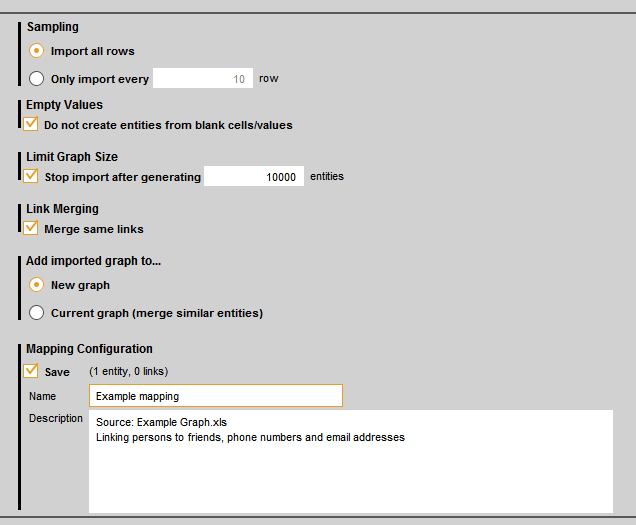 Sampling
Import all rows
Only import every 10 row
Empty Values
Do not create entities from blank cells/values
Limit Graph Size
Stop import after generating 10000 entities
Link Merging
Merge same links
Add imported graph to...
New graph
Current graph (merge similar entities)
Mapping Configuration
Save (1 entity, 0 links)
Name Example mapping
Description Source: Example Graph.xls
Linking persons to friends, phone numbers and email addresses